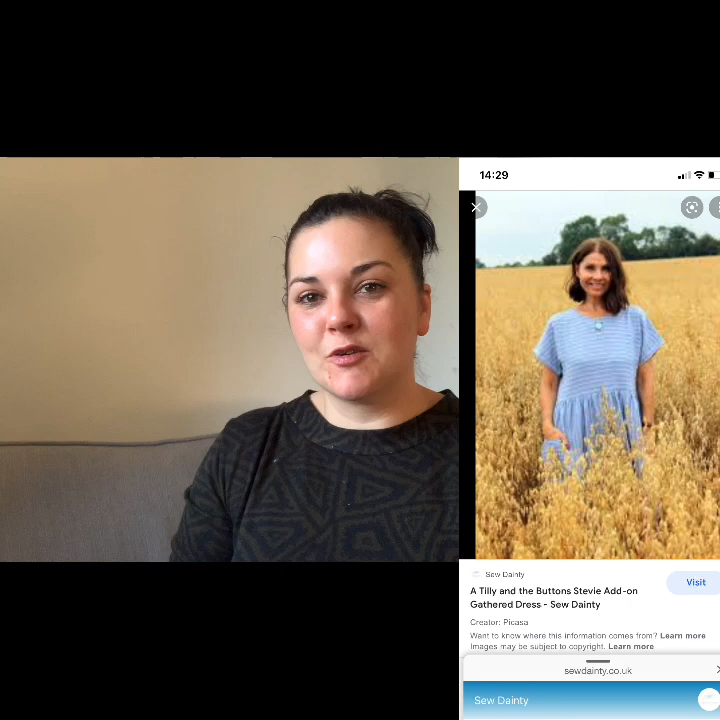 14:29
Sew Dainty
A Tilly and the Buttons Stevie Add-on
Gathered Dress - Sew Dainty
Visit
Creator: Picasa
Want to know where this information comes from? Learn more
Images may be subject to copyright. Learn more
sewdainty.co.uk
Sew Dainty